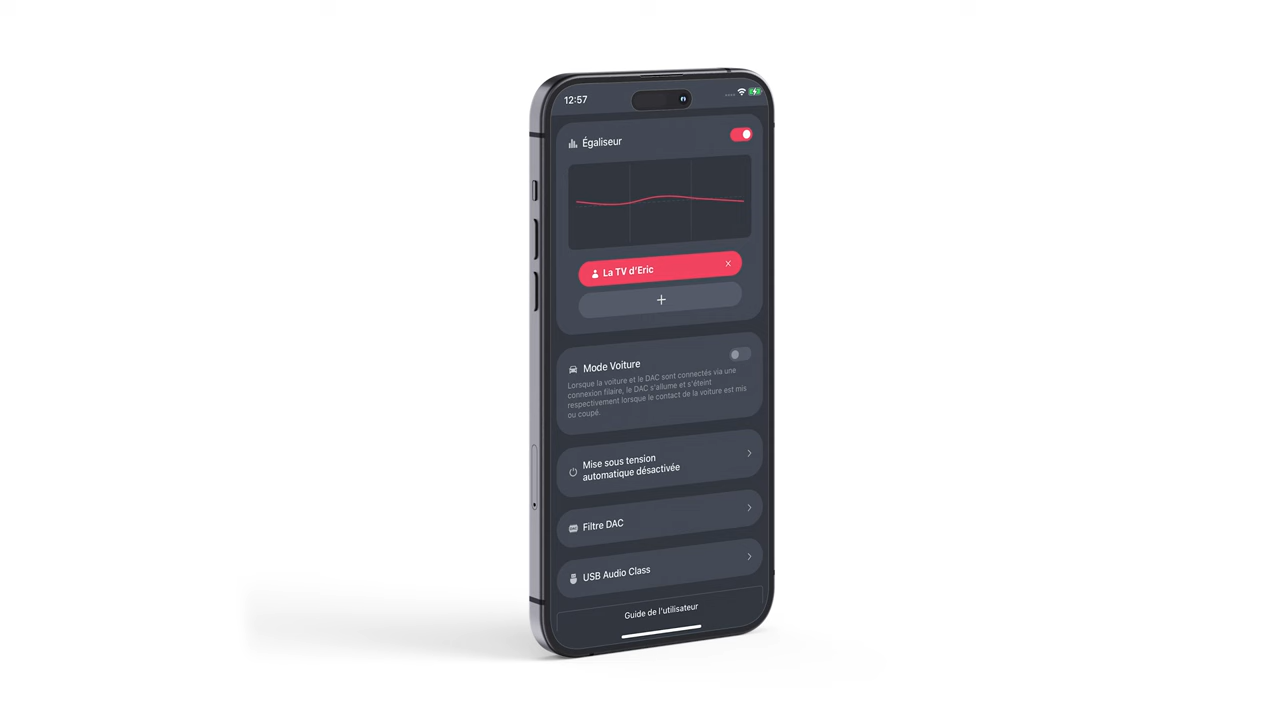 12:57
Égaliseur
La TV d'Eric
Mode Voiture
Lorsque la voiture et le DAC sont connectés via une
connexion filaire, le DAC s'allume et s'éteint
respectivement lorsque le contact de la voiture est mis
ou coupé.
Mise sous tension
automatique désactivée
Filtre DAC
USB Audio Class
Guide de l'utilisateur